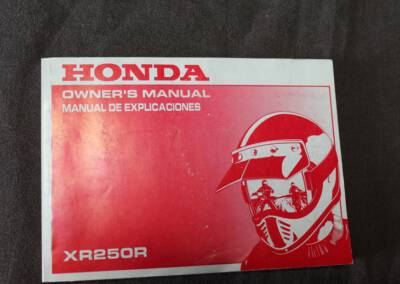 HONDA
OWNER'S MANUAL
MANUAL DE EXPLICACIONES
XR250R